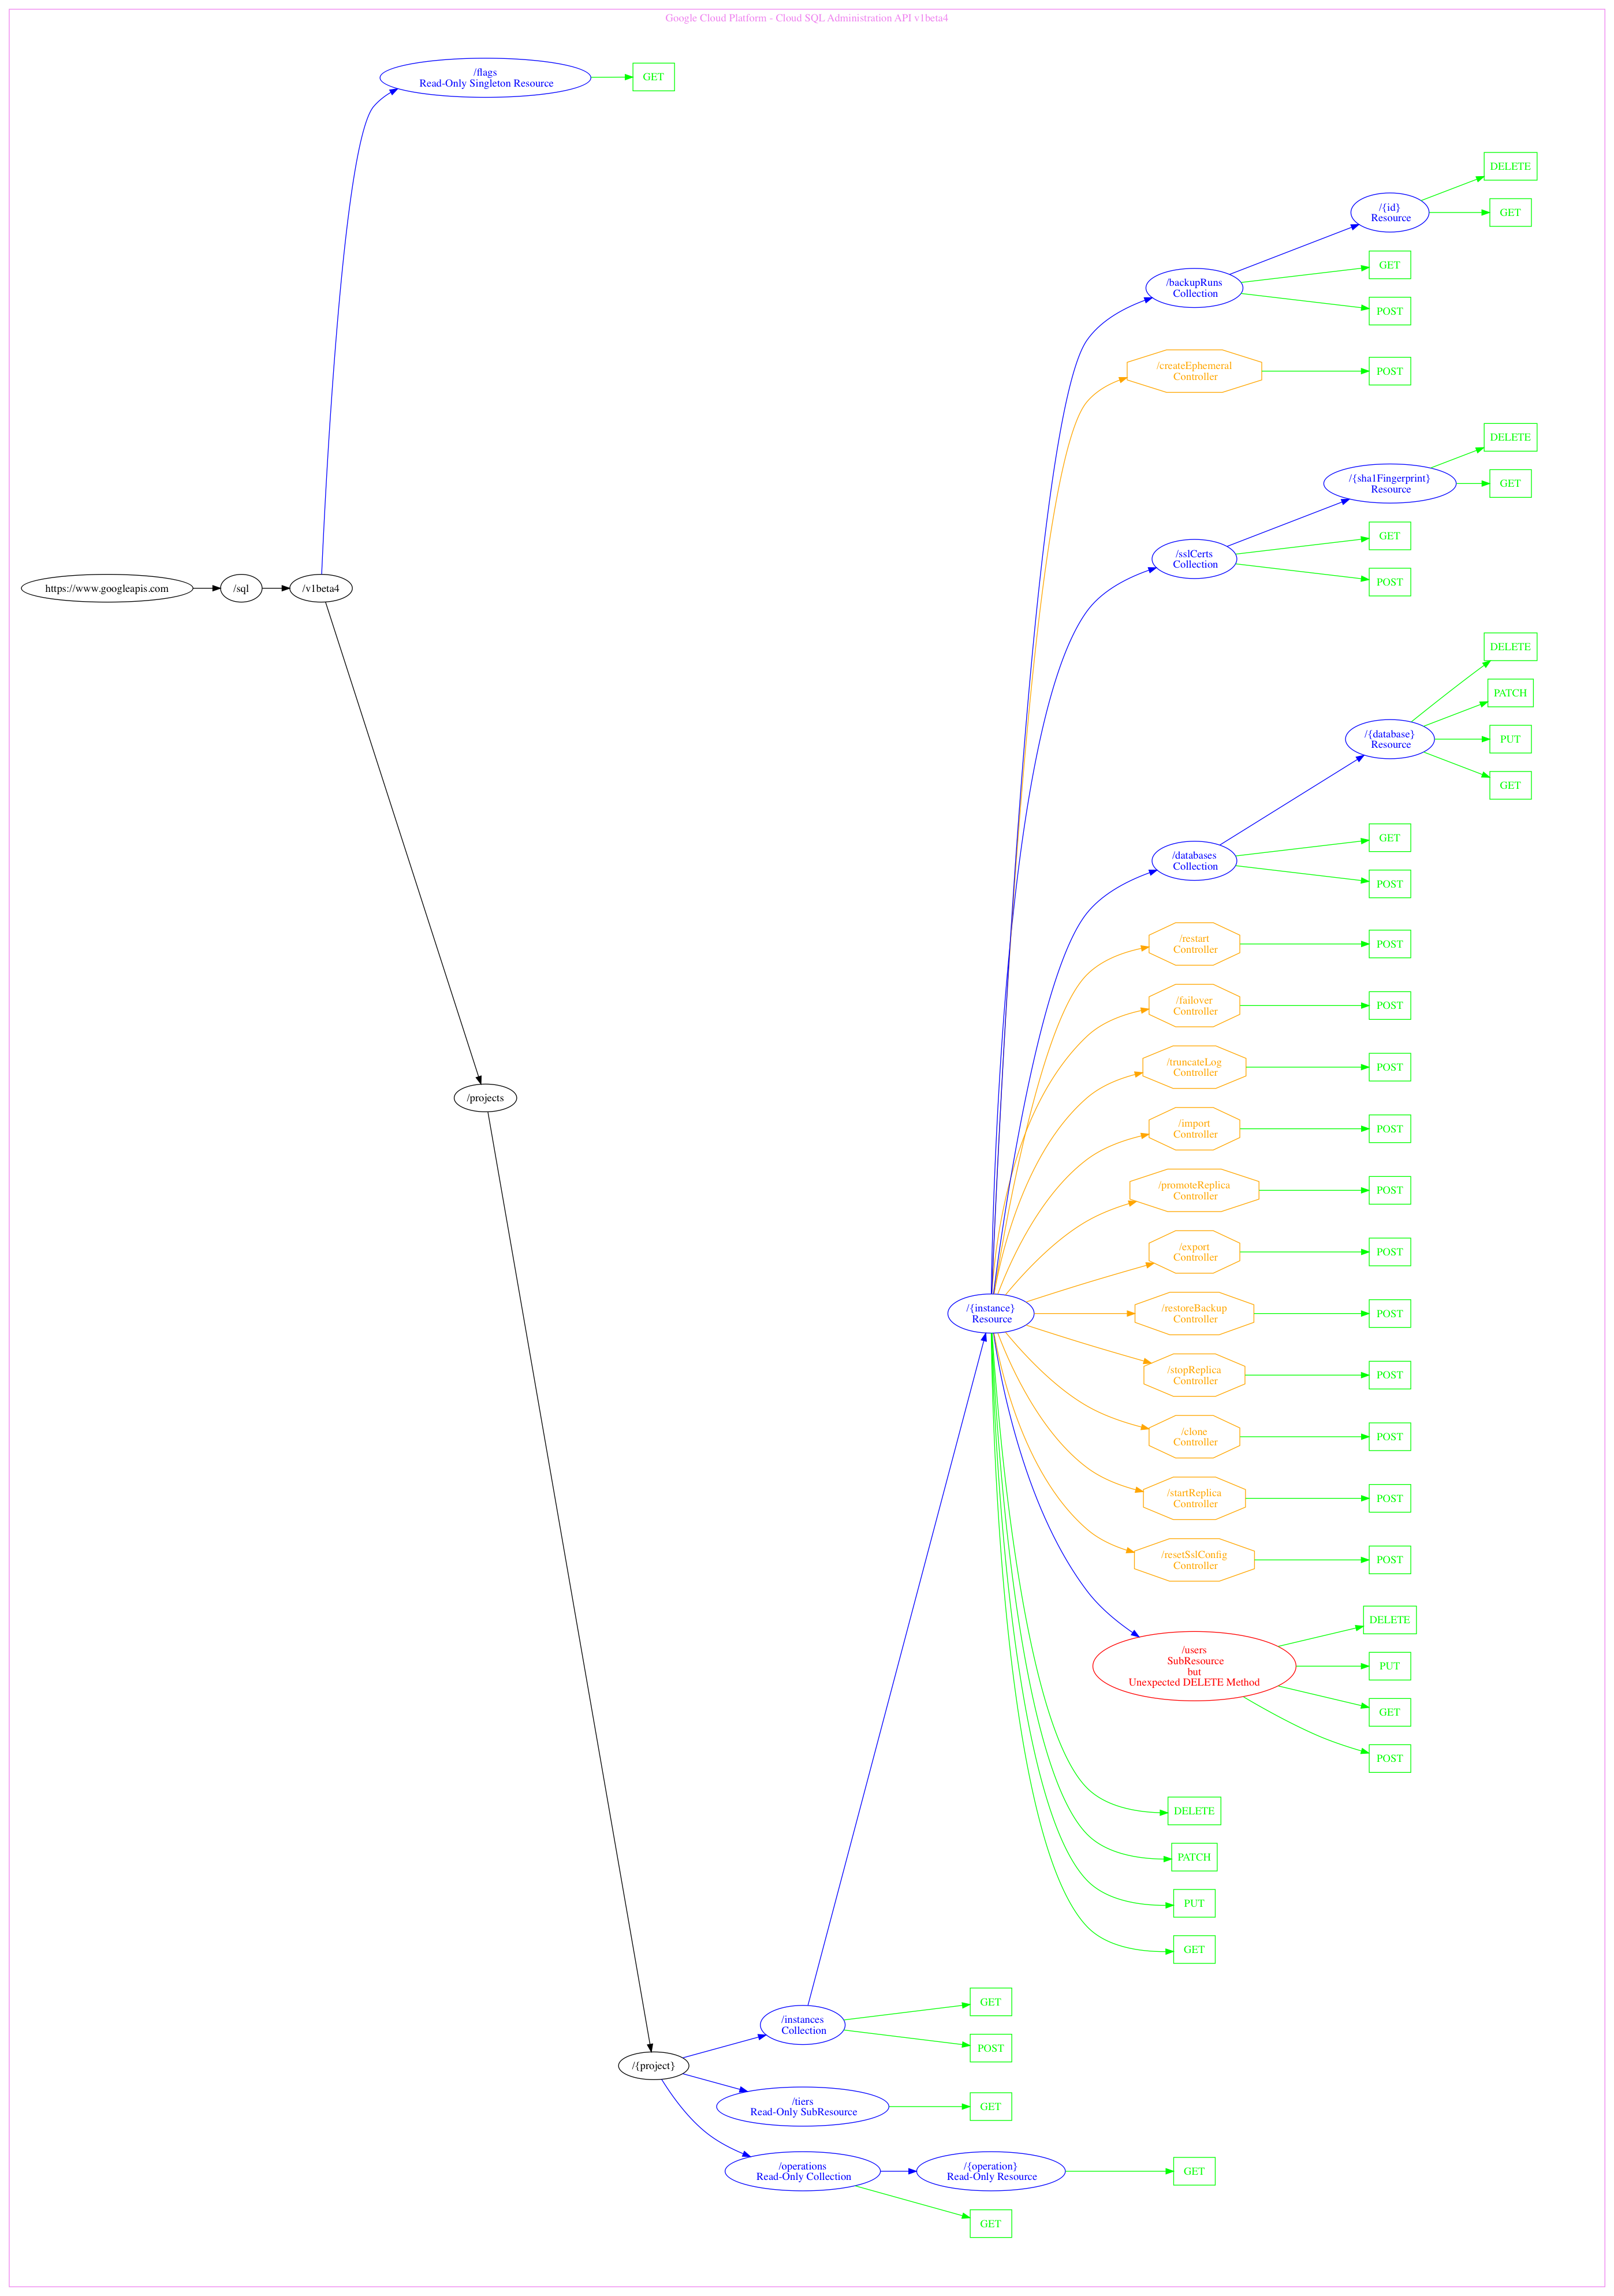 Google Cloud Platform - Cloud SQL Administration API v1beta4
/flags
Read-Only Singleton Resource
GET
DELETE
/{id}
Resource
GET
/backupRuns
Collection
GET
POST
/createEphemeral
Controller
POST
DELETE
/{sha1Fingerprint}
Resource
GET
/sslCerts
Collection
GET
POST
https://www.googleapis.com
/sql
/v1beta4
DELETE
PATCH
/{database}
Resource
PUT
GET
/databases
Collection
GET
POST
/restart
Controller
POST
/failover
Controller
POST
/truncateLog
Controller
POST
/projects
/import
Controller
POST
/promoteReplica
Controller
POST
/export
Controller
POST
/{instance}
Resource
/restoreBackup
Controller
POST
/stopReplica
Controller
POST
/clone
Controller
POST
/startReplica
Controller
POST
/resetSslConfig
Controller
POST
/users
SubResource
but
Unexpected DELETE Method
DELETE
PUT
GET
POST
DELETE
PATCH
PUT
GET
/instances
Collection
GET
POST
/{project}
/tiers
Read-Only SubResource
GET
/operations
Read-Only Collection
/{operation}
Read-Only Resource
GET
GET